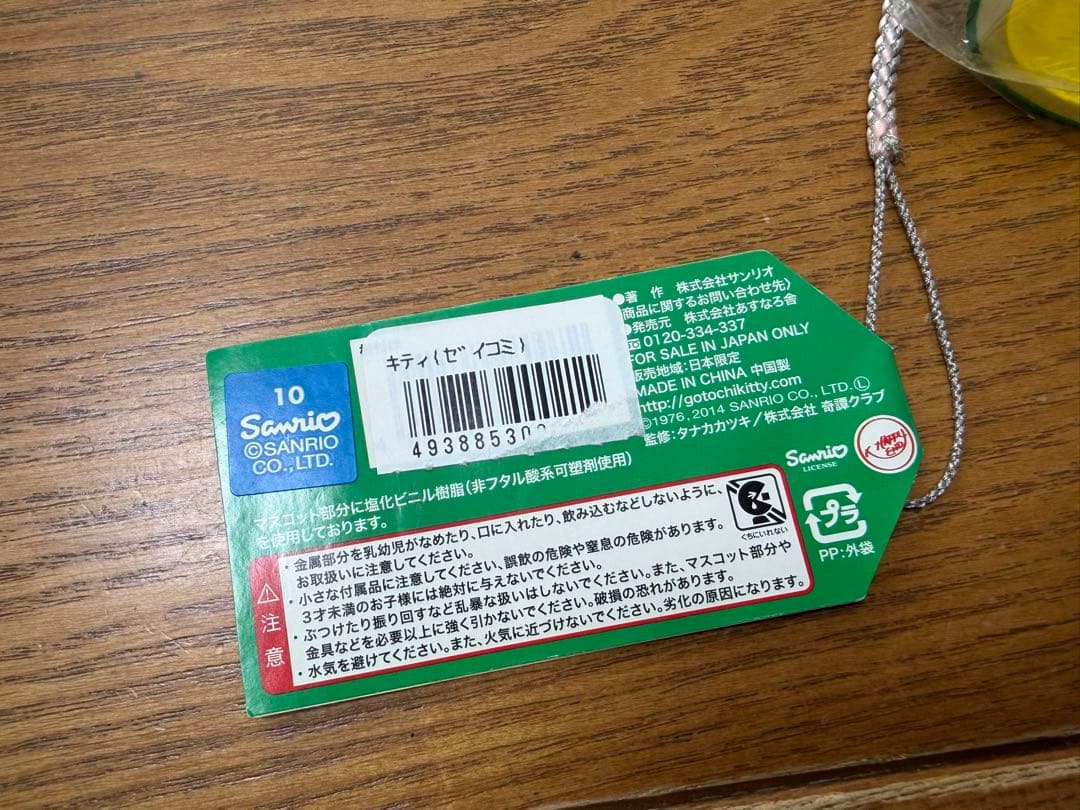 10
Sanrio
©SANRIO
CO.,LTD.
キティ(ゼイコミ)
49388530
●著 作 株式会社サンリオ
商品に関するお問い合わせ先〉
●発売元 株式会社あすなろ舎
0120-334-337
FOR SALE IN JAPAN ONLY
販売地域:日本限定
MADE IN CHINA 中国製
http://gotochikitty.com
©1976, 2014 SANRIO CO., LTD. Ⓛ
監修:タナカカツキ/株式会社 奇譚クラブ
Sanrio
LICENSE
HAPPY
END
マスコット部分に塩化ビニル樹脂(非フタル酸系可塑剤使用)
を使用しております。
注意
・金属部分を乳幼児がなめたり、口に入れたり、飲み込むなどしないように、
お取扱いに注意してください。
・小さな付属品に注意してください、誤飲の危険や窒息の危険があります。
3才未満のお子様には絶対に与えないでください。
・ぶつけたり振り回すなど乱暴な扱いはしないでください。また、マスコット部分や
金具などを必要以上に強く引かないでください。破損の恐れがあります。
・水気を避けてください。また、火気に近づけないでください。劣化の原因になります。
くちにいれない
プラ
PP:外袋